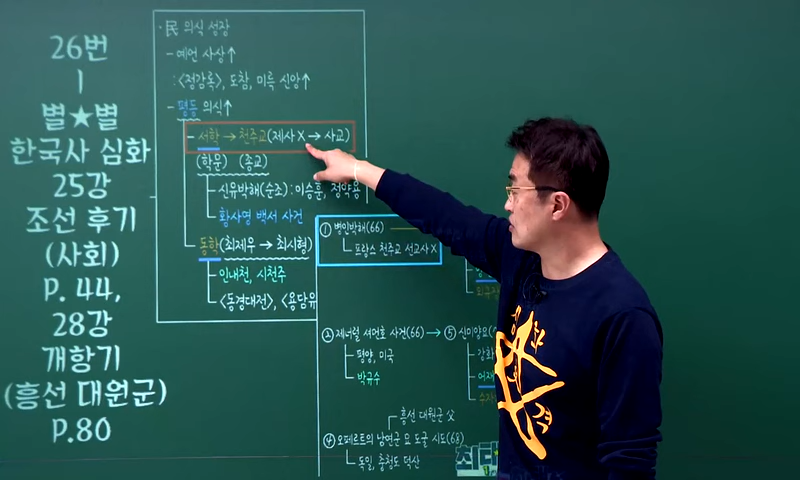 26번
별★별
한국사 심화
25강
조선 후기
(사회)
P. 44,
28강
개항기
(흥선 대원군)
P.80
· 民 의식 성장
- 예언 사상↑
: <정감록>, 도참, 미륵 신앙↑
- 평등 의식↑
- 서학 → 천주교(제사 X → 사교)
(학문) (종교)
신유박해(순조) : 이승훈, 정약용
황사영 백서 사건
동학(최제우 → 최시형)
인내천, 시천주
<동경대전>, <용담유
① 병인박해(66)
프랑스 천주교 선교사 X
② 제너럴 셔먼호 사건(66) → ⑤ 신미양요(
평양, 미국
박규수
강화
어재
흥선 대원군 父
④ 오페르트의 남연군 묘 도굴 시도(68)
독일, 충청도 덕산